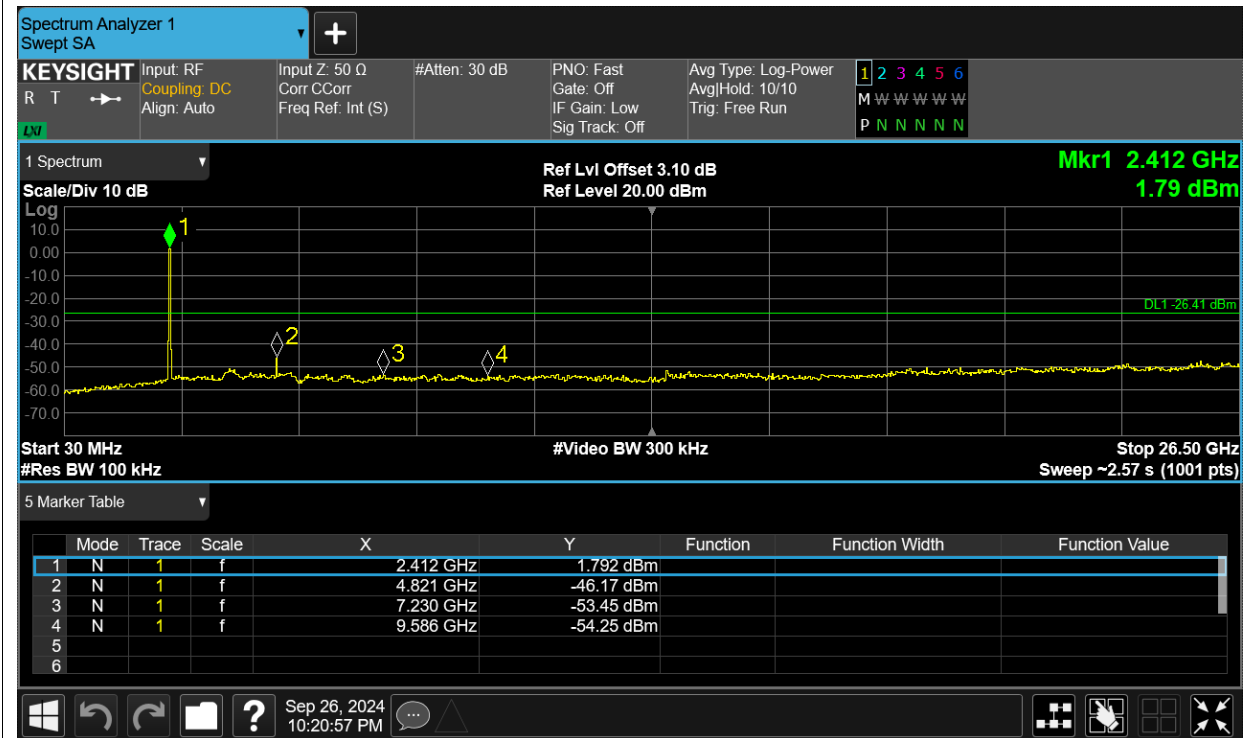 Spectrum Analyzer 1
Swept SA
KEYSIGHT
R T
LXI
Input: RF
Coupling: DC
Align: Auto
Input Z: 50 Ω
Corr CCorr
Freq Ref: Int (S)
#Atten: 30 dB
PNO: Fast
Gate: Off
IF Gain: Low
Sig Track: Off
Avg Type: Log-Power
Avg|Hold: 10/10
Trig: Free Run
1 2 3 4 5 6
M W W W W W
P N N N N N
1 Spectrum
Scale/Div 10 dB
Ref Lvl Offset 3.10 dB
Ref Level 20.00 dBm
Mkr1 2.412 GHz
1.79 dBm
Log
10.0
0.00
-10.0
-20.0
-30.0
-40.0
-50.0
-60.0
-70.0
1
2
3
4
DL1 -26.41 dBm
Start 30 MHz
#Res BW 100 kHz
#Video BW 300 kHz
Stop 26.50 GHz
Sweep ~2.57 s (1001 pts)
5 Marker Table
Mode Trace Scale X Y Function Function Width Function Value
1 N 1 f 2.412 GHz 1.792 dBm
2 N 1 f 4.821 GHz -46.17 dBm
3 N 1 f 7.230 GHz -53.45 dBm
4 N 1 f 9.586 GHz -54.25 dBm
5
6
?
Sep 26, 2024
10:20:57 PM